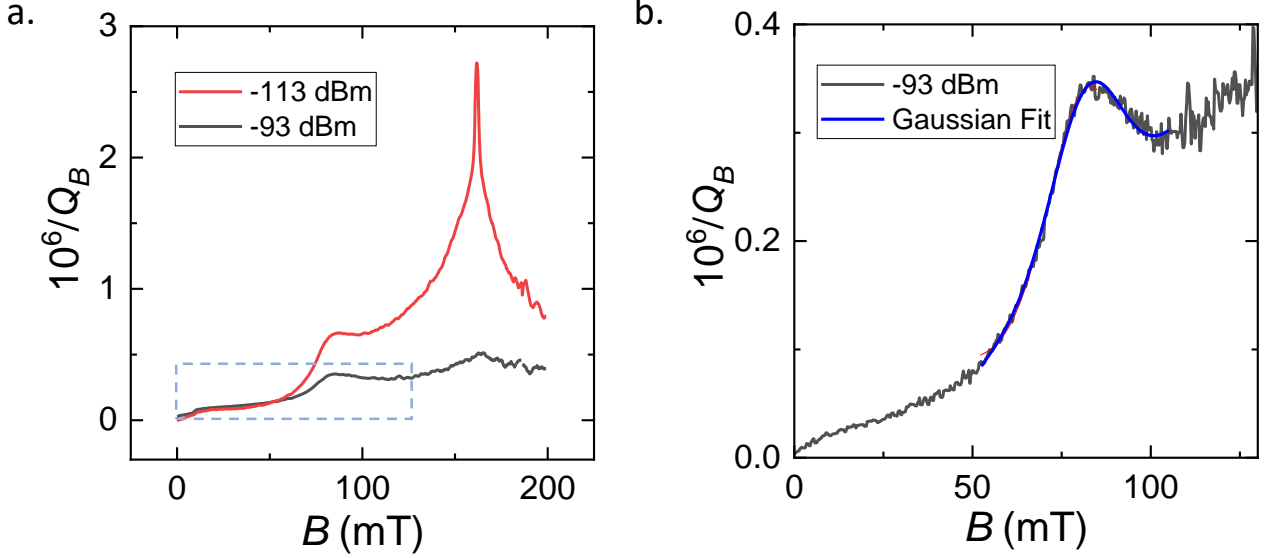 a.
3
2
1
0
10⁶/Q_B
-113 dBm
-93 dBm
0
100
200
B (mT)
b.
0.4
0.2
0.0
10⁶/Q_B
-93 dBm
Gaussian Fit
0
50
100
B (mT)